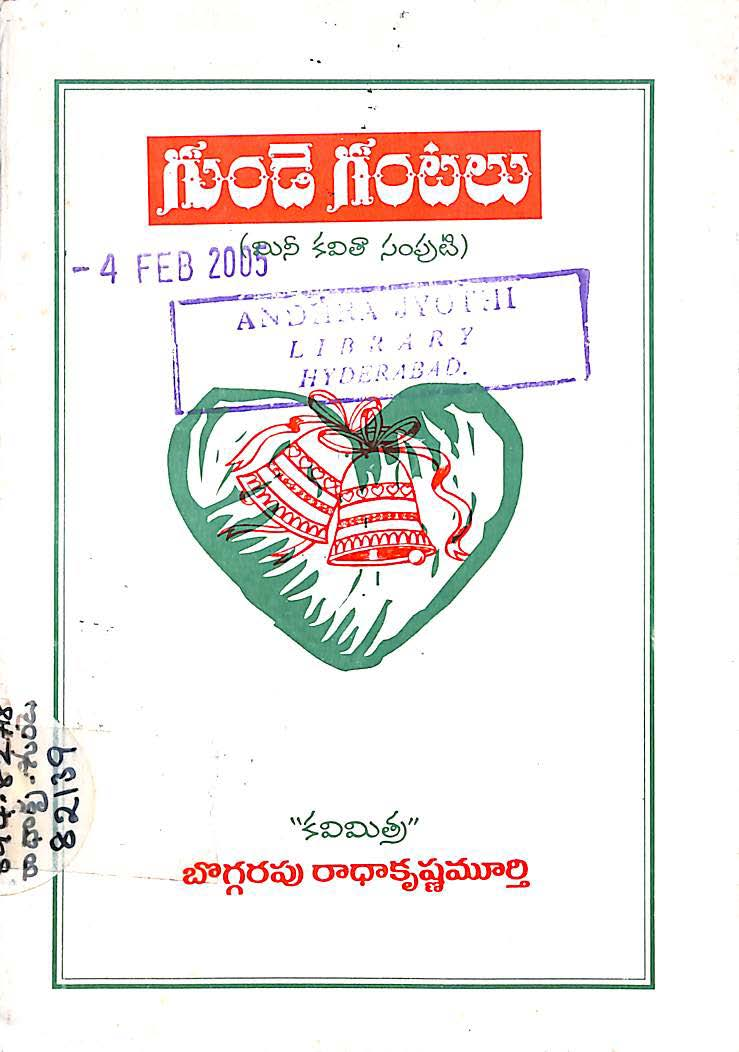 గుండె గంటలు
(మినీ కవితా సంపుటి)
- 4 FEB 2005
ANDHRA JYOTHI
LIBRARY
HYDERABAD.
"కవిమిత్ర"
బొగ్గరపు రాధాకృష్ణమూర్తి
82139